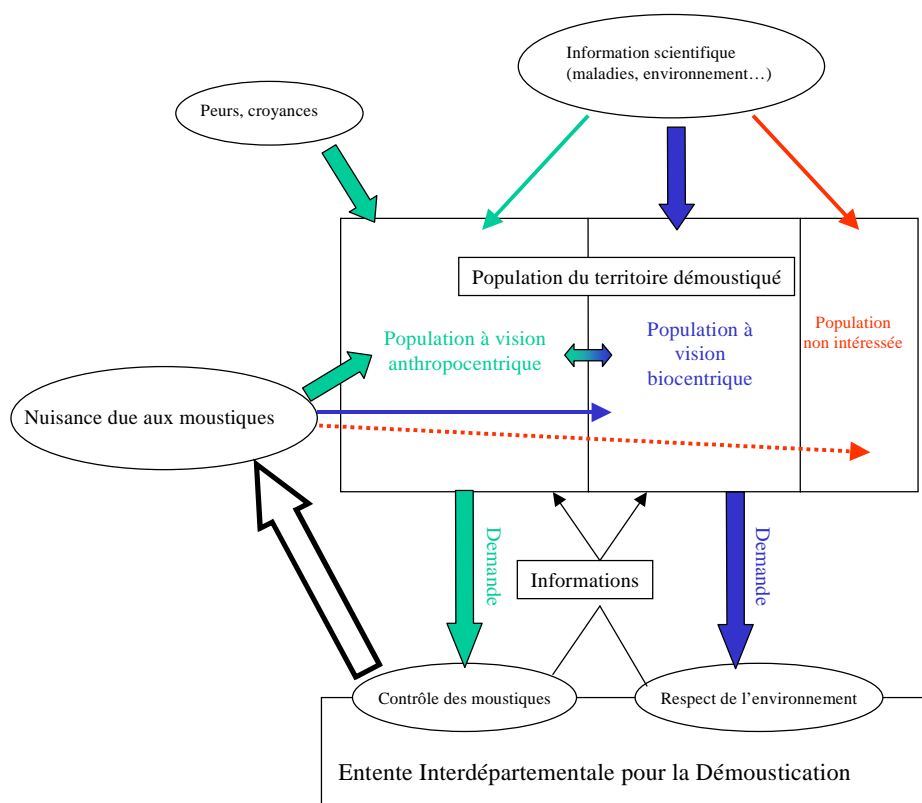 Information scientifique
(maladies, environnement…)
Peurs, croyances
Population du territoire démoustiqué
Population à vision
anthropocentrique
Population à
vision
biocentrique
Population
non intéressée
Nuisance due aux moustiques
Demande
Informations
Demande
Contrôle des moustiques
Respect de l’environnement
Entente Interdépartementale pour la Démoustication